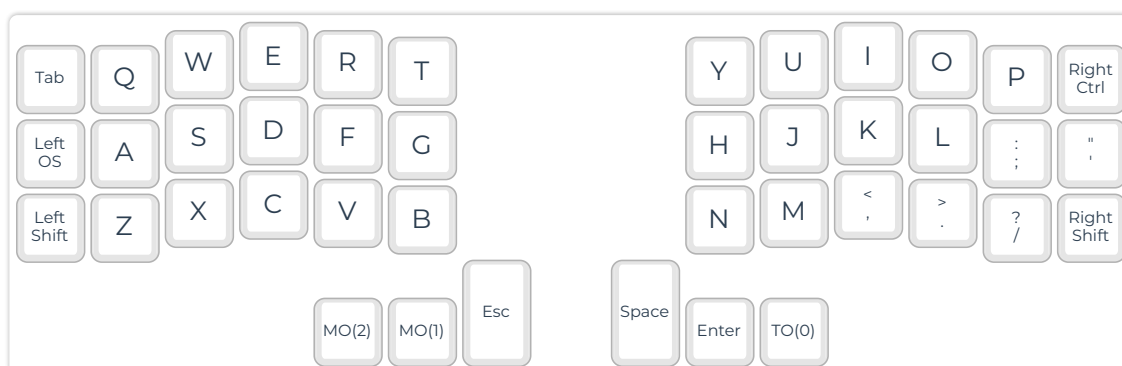 Tab Q W E R T Y U I O P Right
Ctrl
Left
OS A S D F G H J K L :
; "
'
Left
Shift Z X C V B N M <
, >
. ?
/ Right
Shift
MO(2) MO(1) Esc Space Enter TO(0)